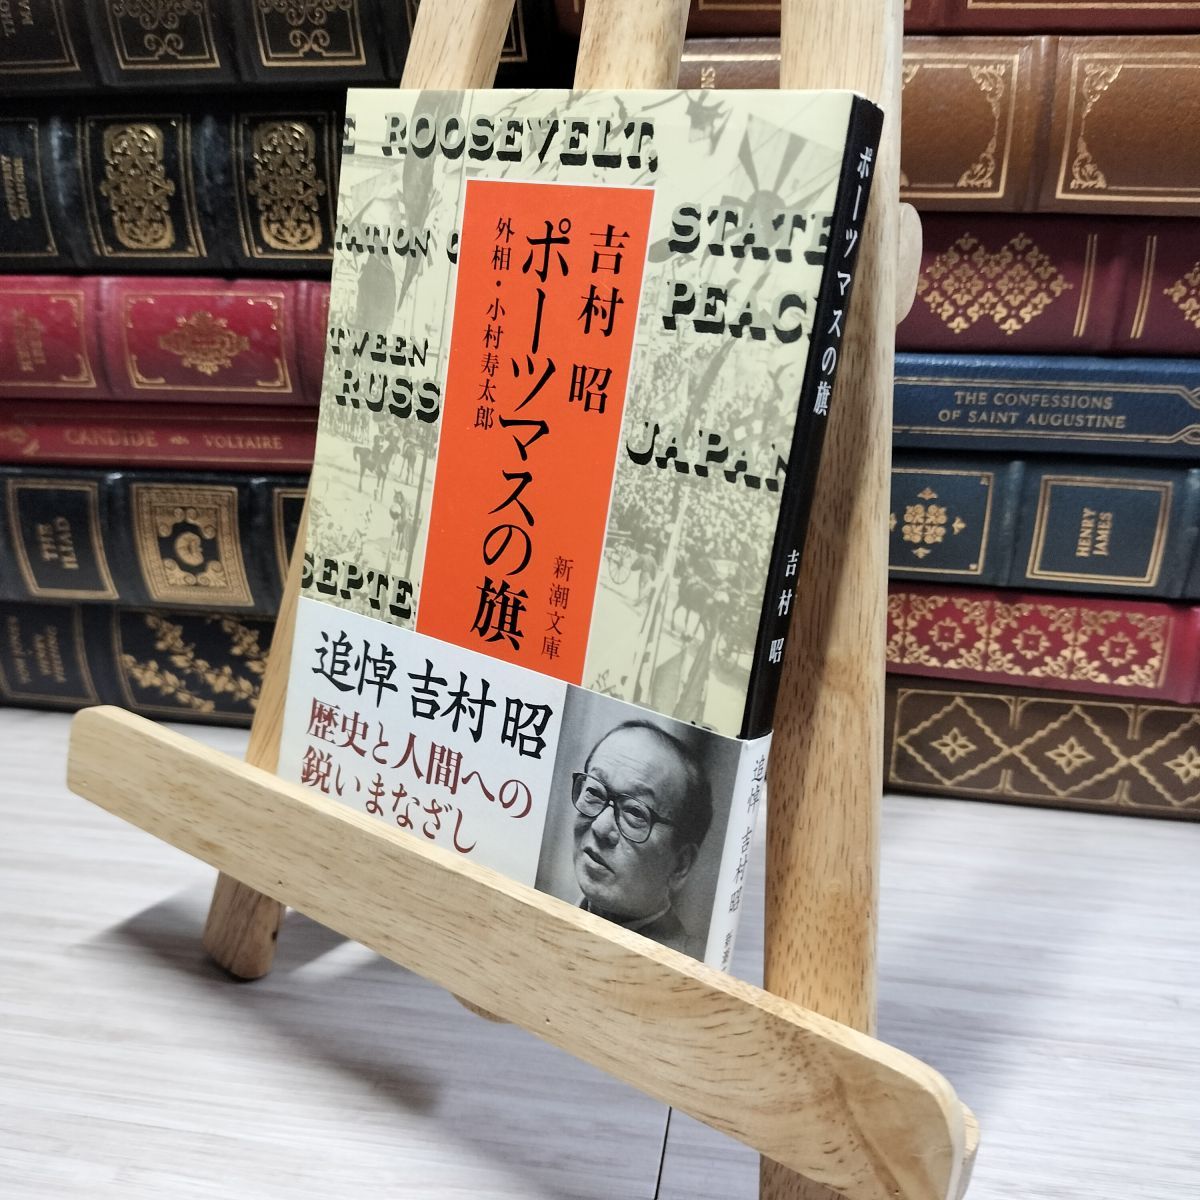 E ROOSEVELT,
STATE
TATION
PEAC
TWEEN
RUSS
JAPAN
SEPTE
吉村 昭
ポーツマスの旗
外相・小村寿太郎
新潮文庫
追悼 吉村昭
歴史と人間への
鋭いまなざし
ポーツマスの旗
吉村 昭
追悼 吉村昭
CANDIDE VOLTAIRE
THE
ILIAD
THE CONFESSIONS
OF SAINT AUGUSTINE
HENRY
JAMES